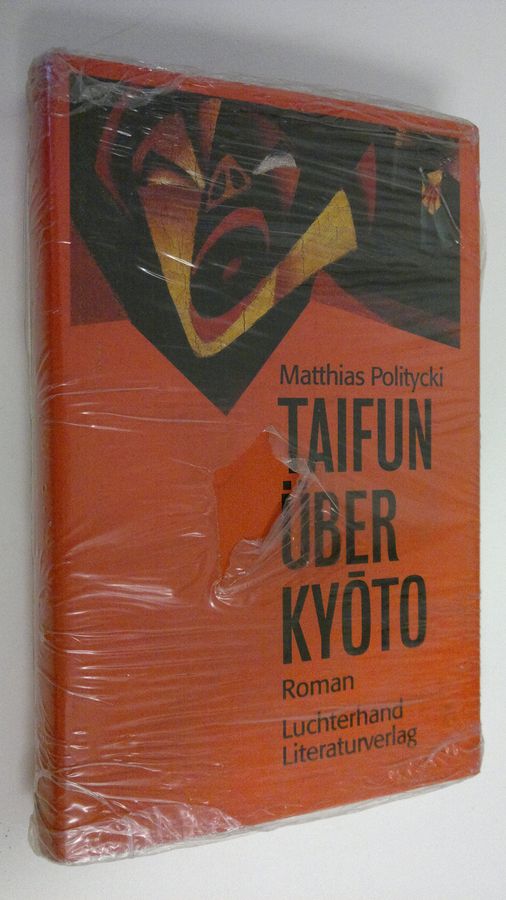 Matthias Politycki
TAIFUN
ÜBER
KYŌTO
Roman
Luchterhand
Literaturverlag